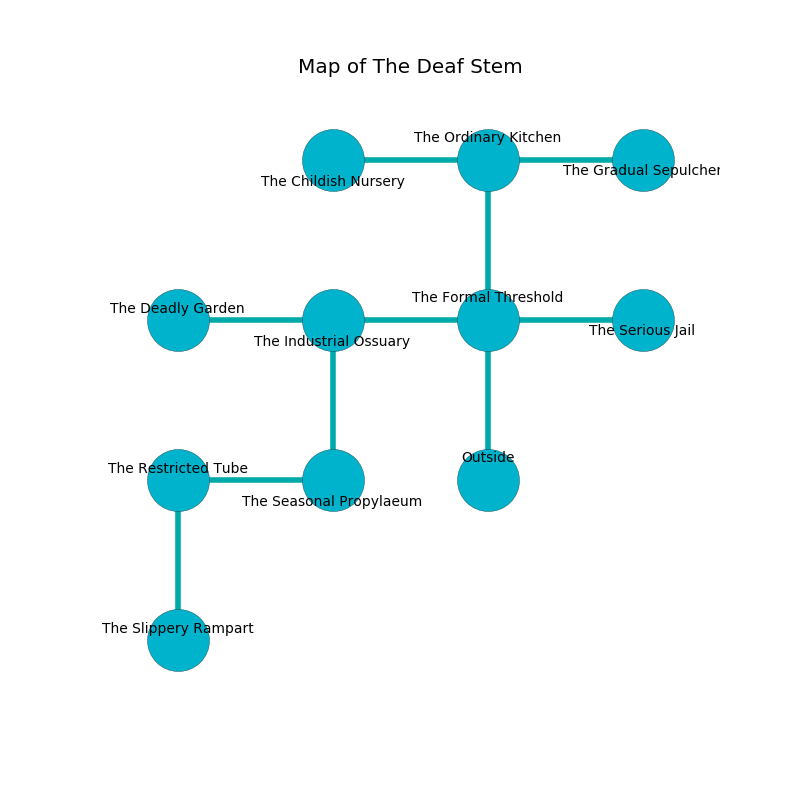 Map of The Deaf Stem
The Ordinary Kitchen
The Gradual Sepulcher
The Childish Nursery
The Formal Threshold
The Deadly Garden
The Serious Jail
The Industrial Ossuary
Outside
The Restricted Tube
The Seasonal Propylaeum
The Slippery Rampart